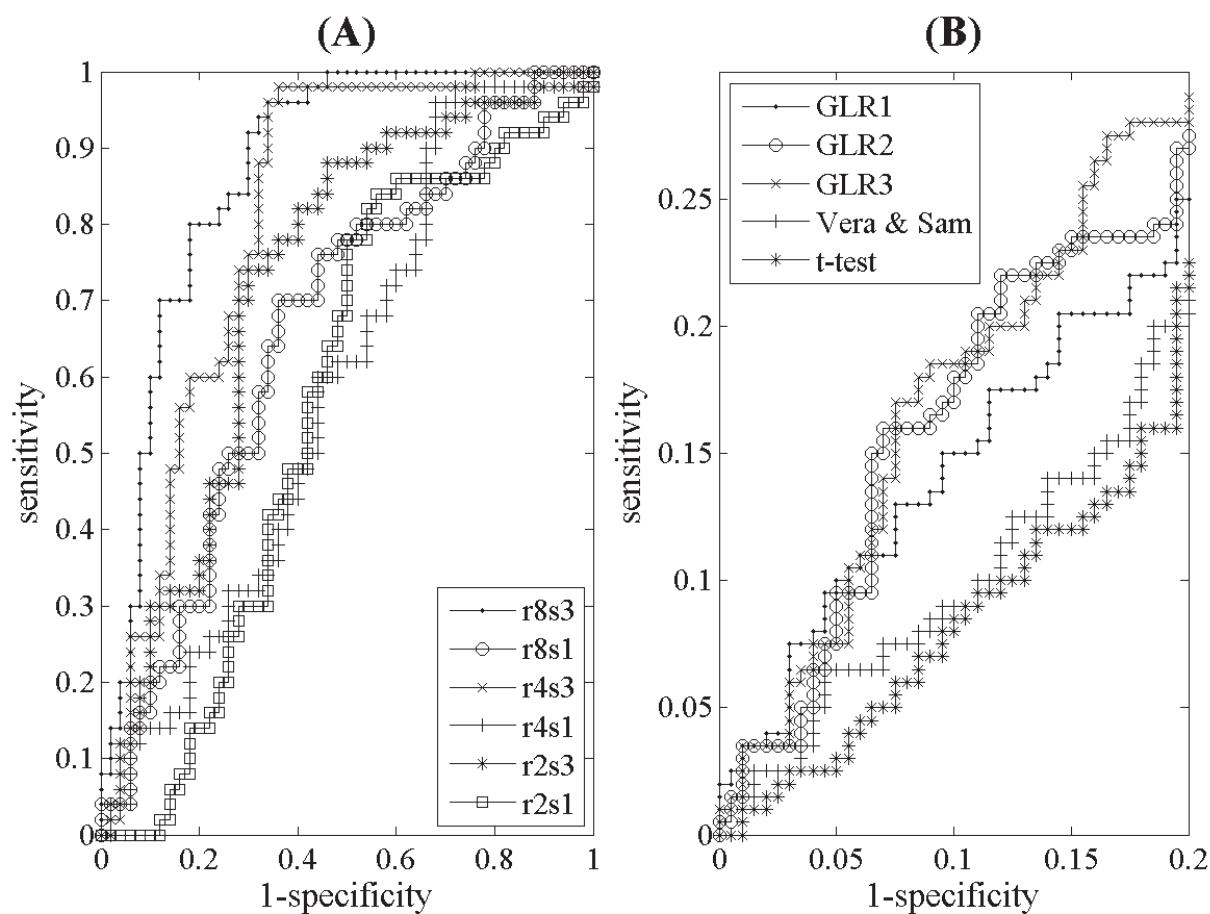 (A)
1
0.9
0.8
0.7
0.6
0.5
0.4
0.3
0.2
0.1
0
0
0.2
0.4
0.6
0.8
1
sensitivity
1-specificity
r8s3
r8s1
r4s3
r4s1
r2s3
r2s1
(B)
0.25
0.2
0.15
0.1
0.05
0
0
0.05
0.1
0.15
0.2
sensitivity
1-specificity
GLR1
GLR2
GLR3
Vera & Sam
t-test